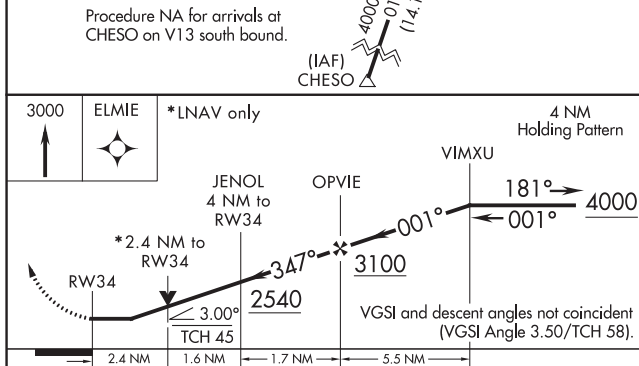 Procedure NA for arrivals at
CHESO on V13 south bound.
4000
(IAF)
CHESO
3000
ELMIE
*LNAV only
4 NM
Holding Pattern
VIMXU
JENOL
4 NM to
RW34
OPVIE
181°
4000
001°
001°
*2.4 NM to
RW34
347°
3100
RW34
2540
3.00°
TCH 45
VGSI and descent angles not coincident
(VGSI Angle 3.50/TCH 58).
2.4 NM
1.6 NM
1.7 NM
5.5 NM